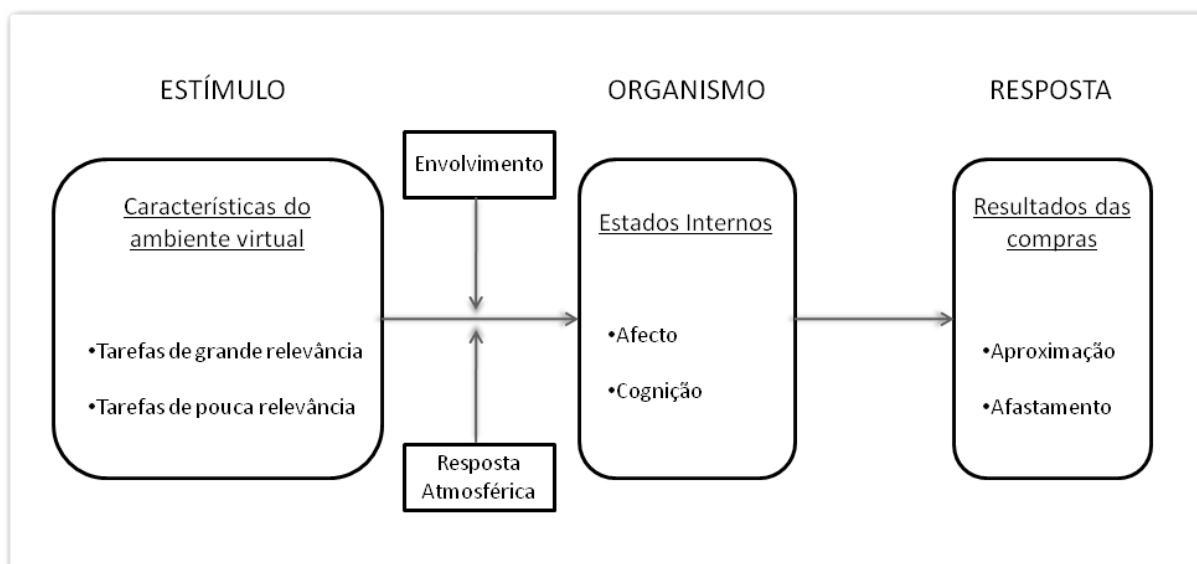 ESTÍMULO
ORGANISMO
RESPOSTA
Envolvimento
Características do
ambiente virtual
•Tarefas de grande relevância
•Tarefas de pouca relevância
Resposta
Atmosférica
Estados Internos
•Afecto
•Cognição
Resultados das
compras
•Aproximação
•Afastamento